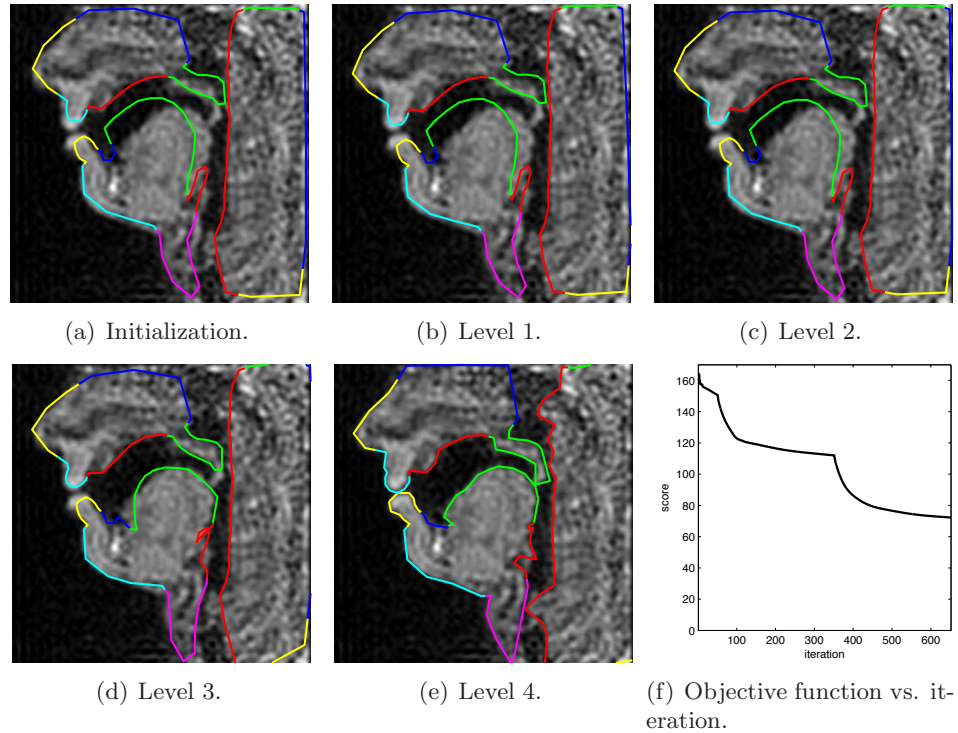 (a) Initialization.
(b) Level 1.
(c) Level 2.
(d) Level 3.
(e) Level 4.
160
140
120
100
80
60
40
20
0
score
100 200 300 400 500 600
iteration
(f) Objective function vs. it-
eration.